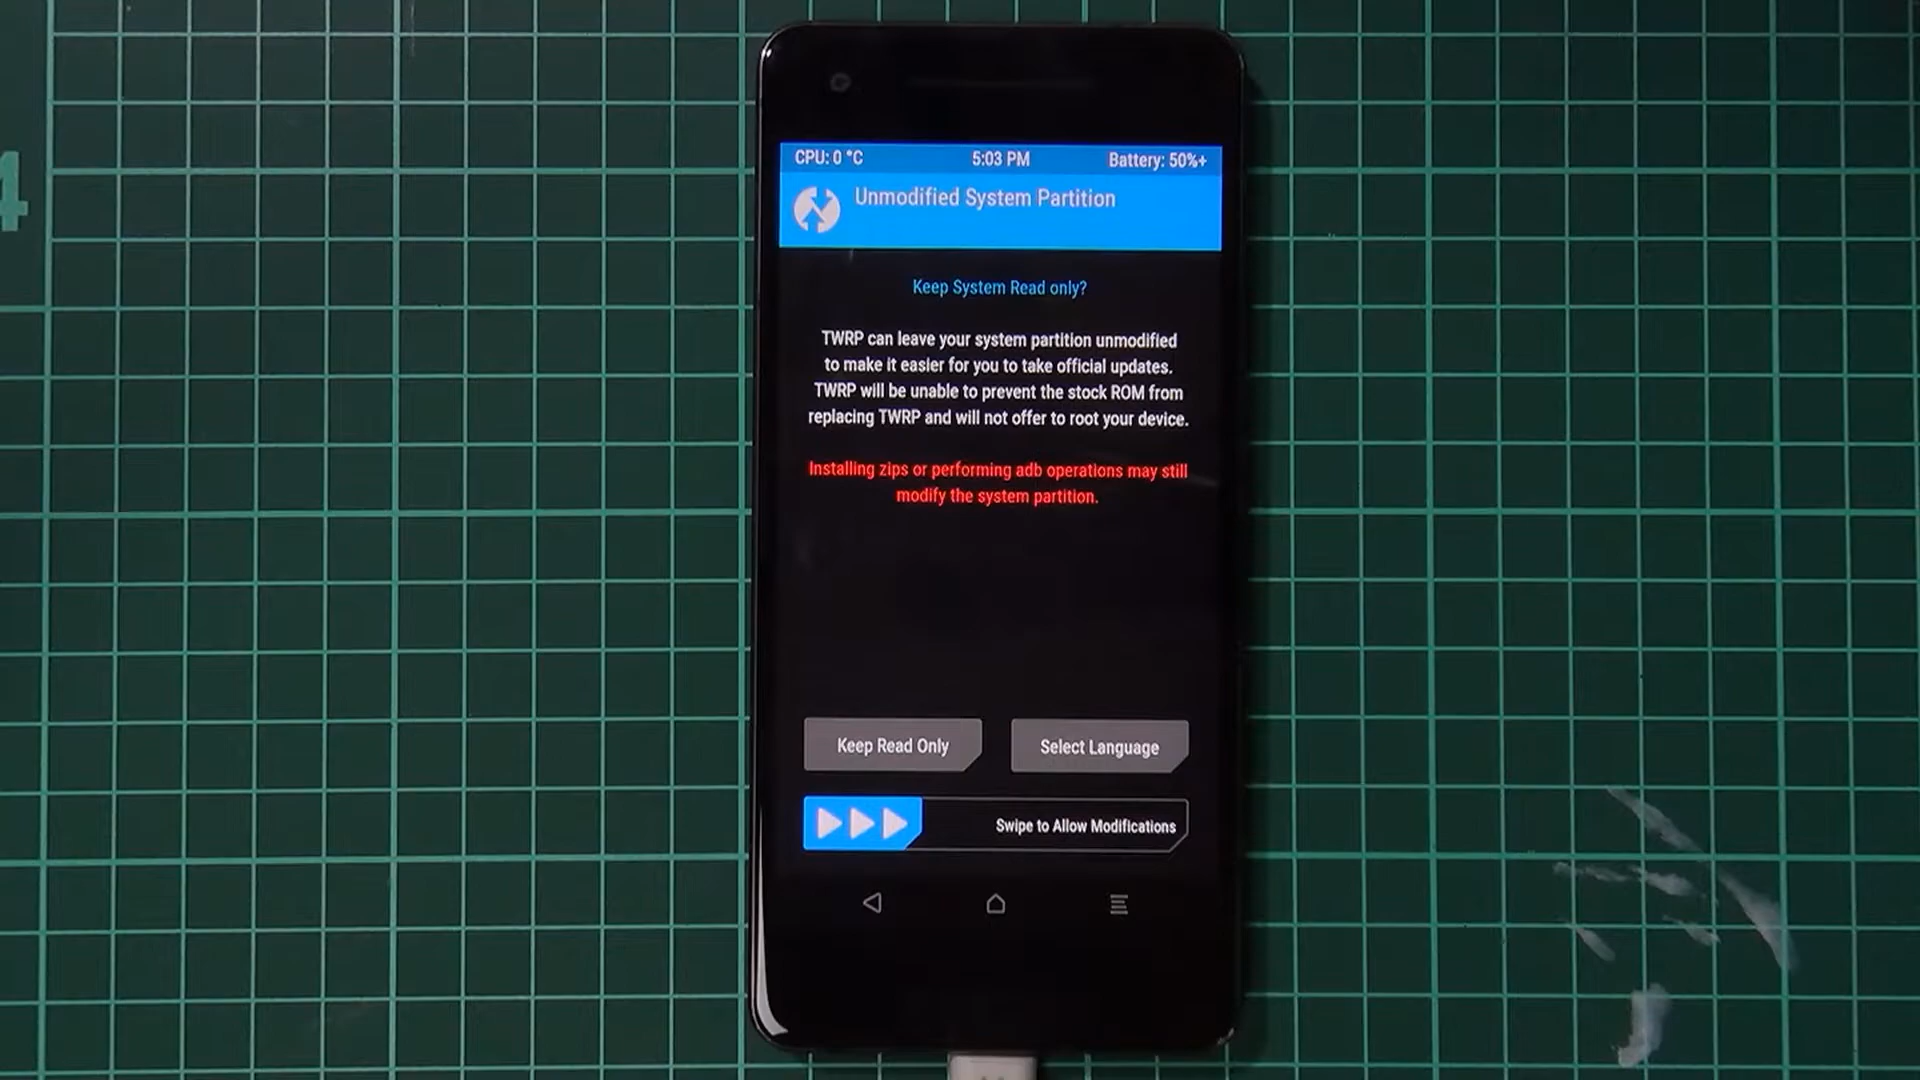 4
CPU: 0 °C 5:03 PM Battery: 50%+
Unmodified System Partition
Keep System Read only?
TWRP can leave your system partition unmodified
to make it easier for you to take official updates.
TWRP will be unable to prevent the stock ROM from
replacing TWRP and will not offer to root your device.
Installing zips or performing adb operations may still
modify the system partition.
Keep Read Only Select Language
Swipe to Allow Modifications